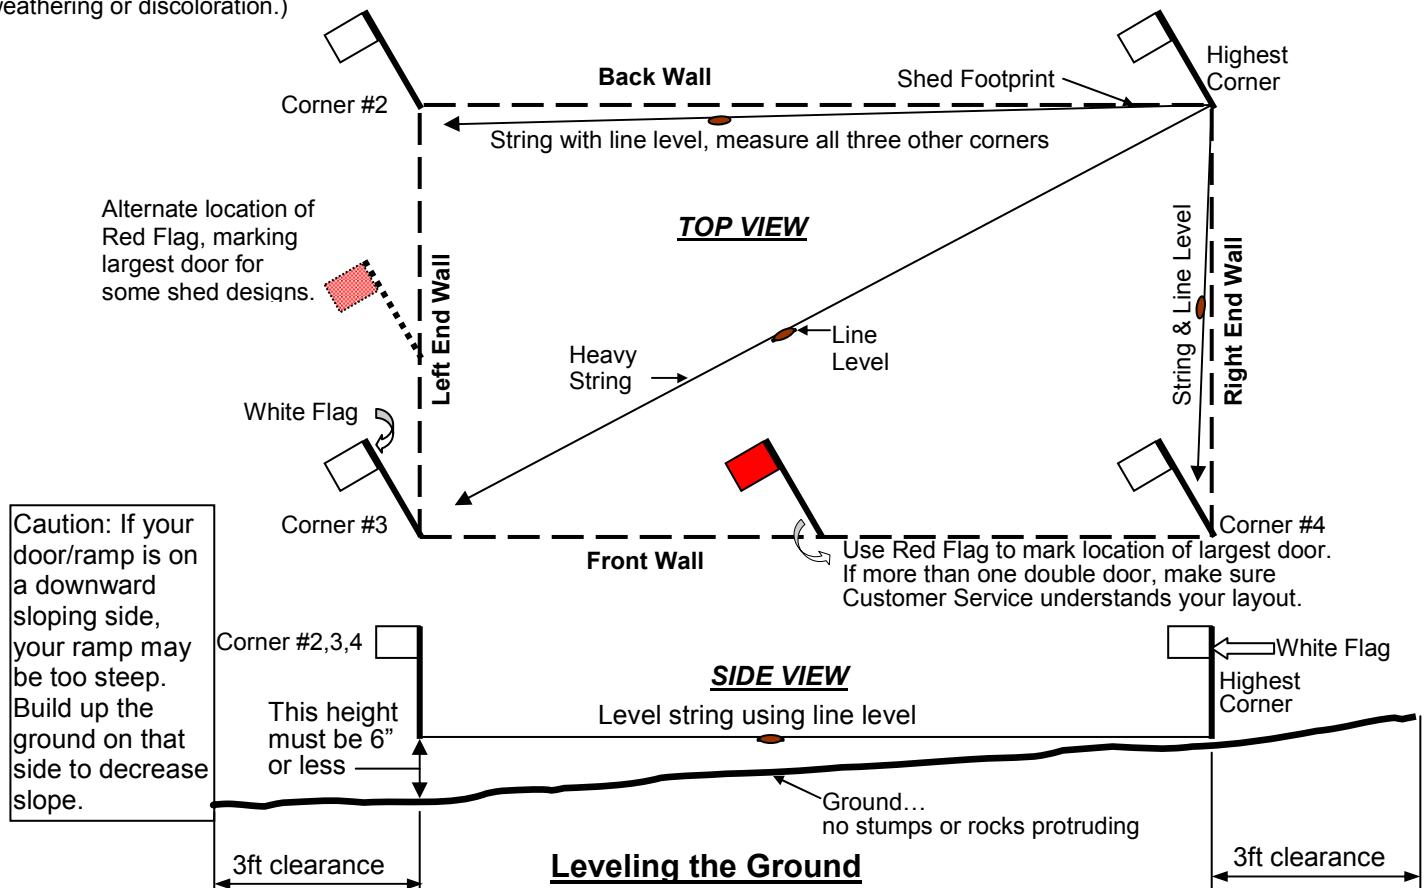 weathering or discoloration.)
Highest
Corner
Back Wall
Shed Footprint
Corner #2
String with line level, measure all three other corners
Alternate location of
Red Flag, marking
largest door for
some shed designs.
TOP VIEW
Left End Wall
String & Line Level
Right End Wall
Line
Level
Heavy
String
White Flag
Corner #3
Corner #4
Front Wall
Use Red Flag to mark location of largest door.
If more than one double door, make sure
Customer Service understands your layout.
Caution: If your
door/ramp is on
a downward
sloping side,
your ramp may
be too steep.
Build up the
ground on that
side to decrease
slope.
Corner #2,3,4
SIDE VIEW
White Flag
Highest
Corner
This height
must be 6”
or less
Level string using line level
Ground…
no stumps or rocks protruding
3ft clearance
Leveling the Ground
3ft clearance